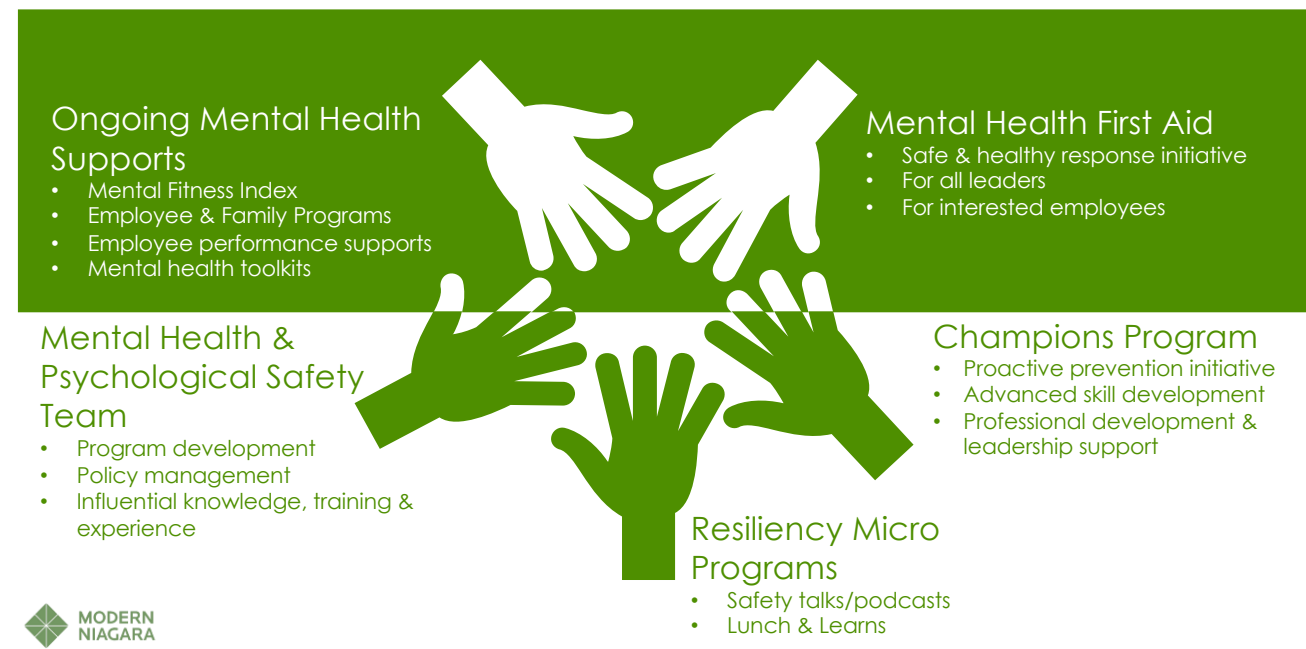 Ongoing Mental Health
Supports
• Mental Fitness Index
• Employee & Family Programs
• Employee performance supports
• Mental health toolkits
Mental Health First Aid
• Safe & healthy response initiative
• For all leaders
• For interested employees
Mental Health &
Psychological Safety
Team
• Program development
• Policy management
• Influential knowledge, training &
experience
Champions Program
• Proactive prevention initiative
• Advanced skill development
• Professional development &
leadership support
Resiliency Micro
Programs
• Safety talks/podcasts
• Lunch & Learns
MODERN
NIAGARA